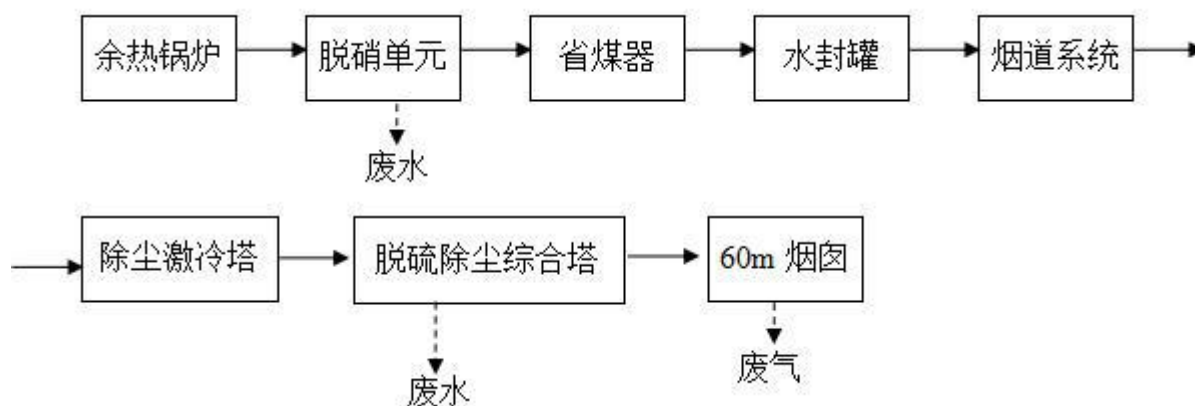 余热锅炉
脱硝单元
省煤器
水封罐
烟道系统
废水
除尘激冷塔
脱硫除尘综合塔
60m 烟囱
废水
废气